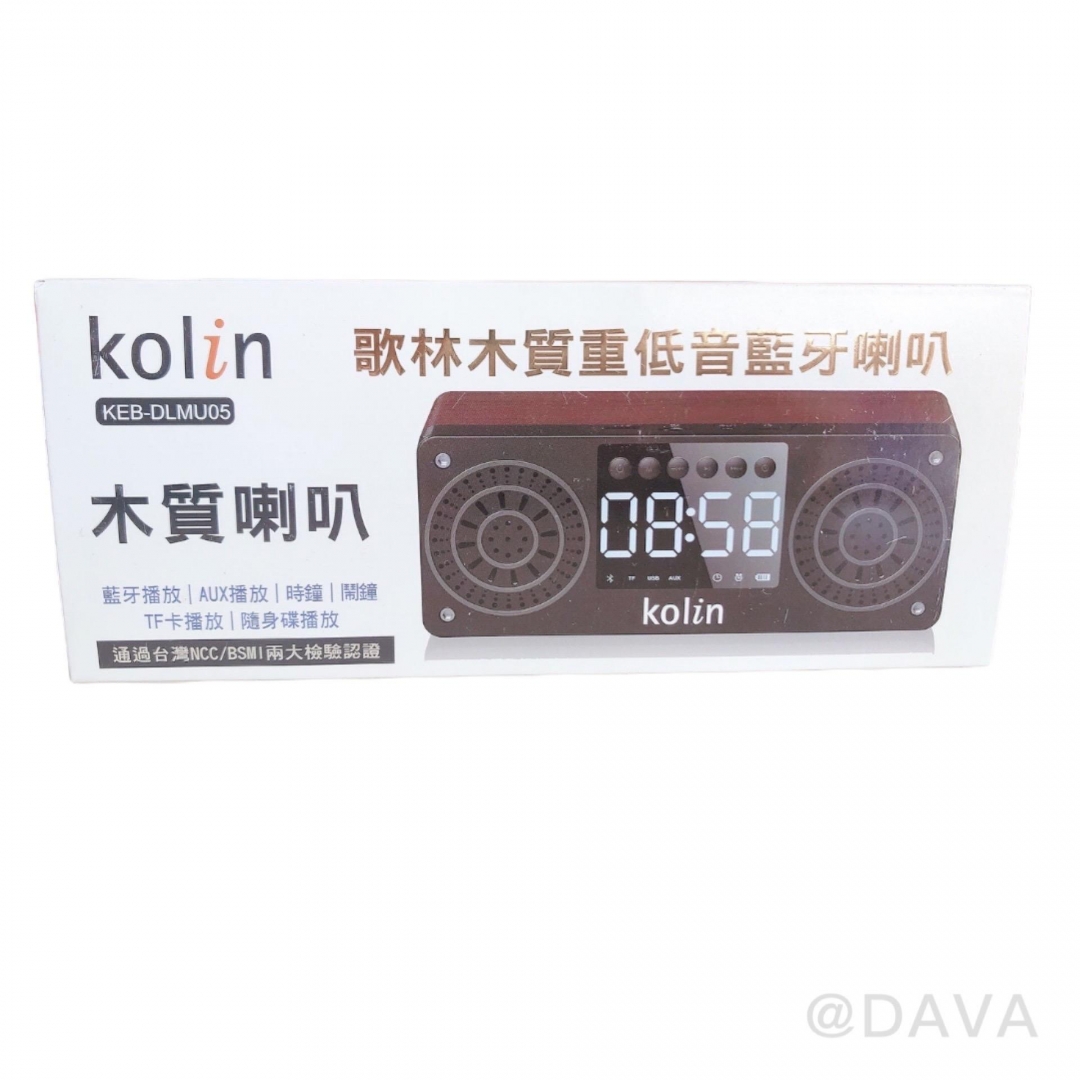 kolin
歌林木質重低音藍牙喇叭
KEB-DLMU05
木質喇叭
藍牙播放|AUX播放|時鐘|鬧鐘
TF卡播放|隨身碟播放
通過台灣NCC/BSMI兩大檢驗認證
08:58
TF USB AUX
kolin
@DAVA